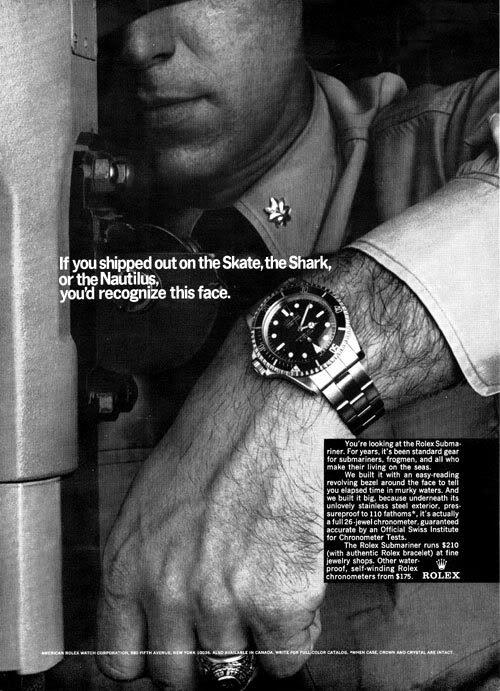 If you shipped out on the Skate, the Shark,
or the Nautilus,
you'd recognize this face.
You're looking at the Rolex Subma-
riner. For years, it's been standard gear
for submariners, frogmen, and all who
make their living on the seas.
We built it with an easy-reading
revolving bezel around the face to tell
you elapsed time in murky waters. And
we built it big, because underneath its
unlovely stainless steel exterior, pres-
sureproof to 110 fathoms*, it's actually
a full 26-jewel chronometer, guaranteed
accurate by an Official Swiss Institute
for Chronometer Tests.
The Rolex Submariner runs $210
(with authentic Rolex bracelet) at fine
jewelry shops. Other water-
proof, self-winding Rolex
chronometers from $175.
ROLEX
AMERICAN ROLEX WATCH CORPORATION, 580 FIFTH AVENUE, NEW YORK 10036. ALSO AVAILABLE IN CANADA. WRITE FOR FULL COLOR CATALOG. *WHEN CASE, CROWN AND CRYSTAL ARE INTACT.